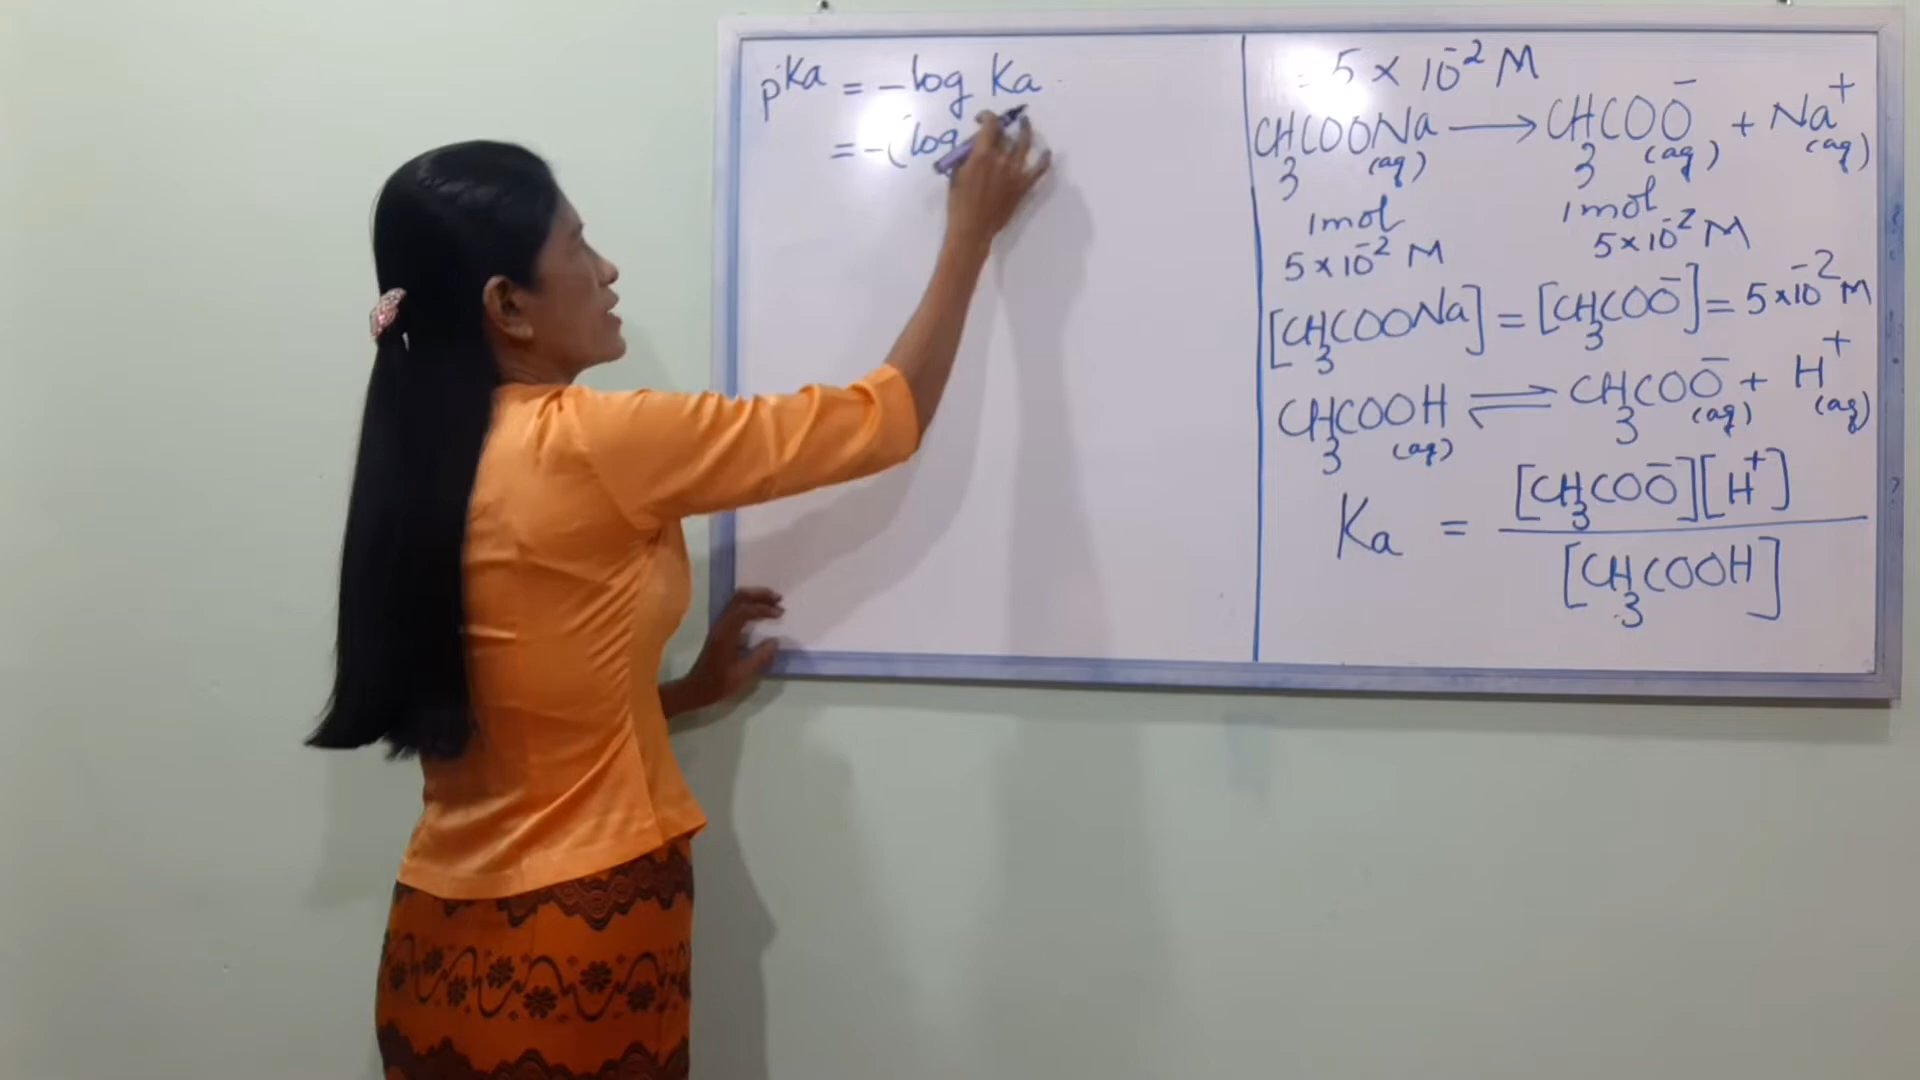 pKa = -log Ka
= -(log
= 5 × 10⁻² M
CH₃COONa(aq) ⟶ CH₃COO⁻(aq) + Na⁺(aq)
1mol 1mol
5×10⁻² M 5×10⁻² M
[CH₃COONa] = [CH₃COO⁻] = 5×10⁻² M
CH₃COOH(aq) ⇌ CH₃COO⁻(aq) + H⁺(aq)
Ka = [CH₃COO⁻][H⁺]
[CH₃COOH]